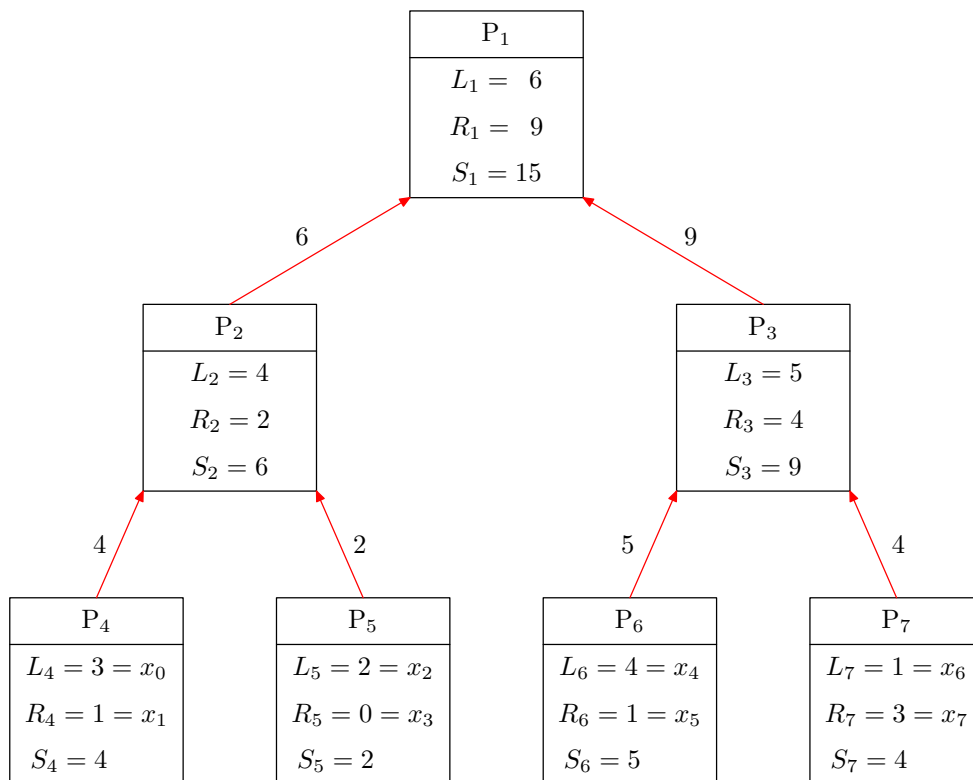 P₁
L₁ = 6
R₁ = 9
S₁ = 15
6
9
P₂
L₂ = 4
R₂ = 2
S₂ = 6
P₃
L₃ = 5
R₃ = 4
S₃ = 9
4
2
5
4
P₄
L₄ = 3 = x₀
R₄ = 1 = x₁
S₄ = 4
P₅
L₅ = 2 = x₂
R₅ = 0 = x₃
S₅ = 2
P₆
L₆ = 4 = x₄
R₆ = 1 = x₅
S₆ = 5
P₇
L₇ = 1 = x₆
R₇ = 3 = x₇
S₇ = 4